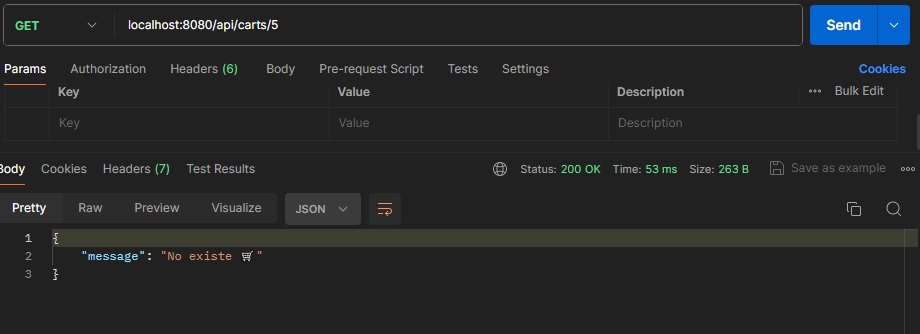 GET localhost:8080/api/carts/5 Send
Params Authorization Headers (6) Body Pre-request Script Tests Settings Cookies
Key Value Description ••• Bulk Edit
Key Value Description
Body Cookies Headers (7) Test Results Status: 200 OK Time: 53 ms Size: 263 B Save as example •••
Pretty Raw Preview Visualize JSON
1 {
2 "message": "No existe 🛒"
3 }